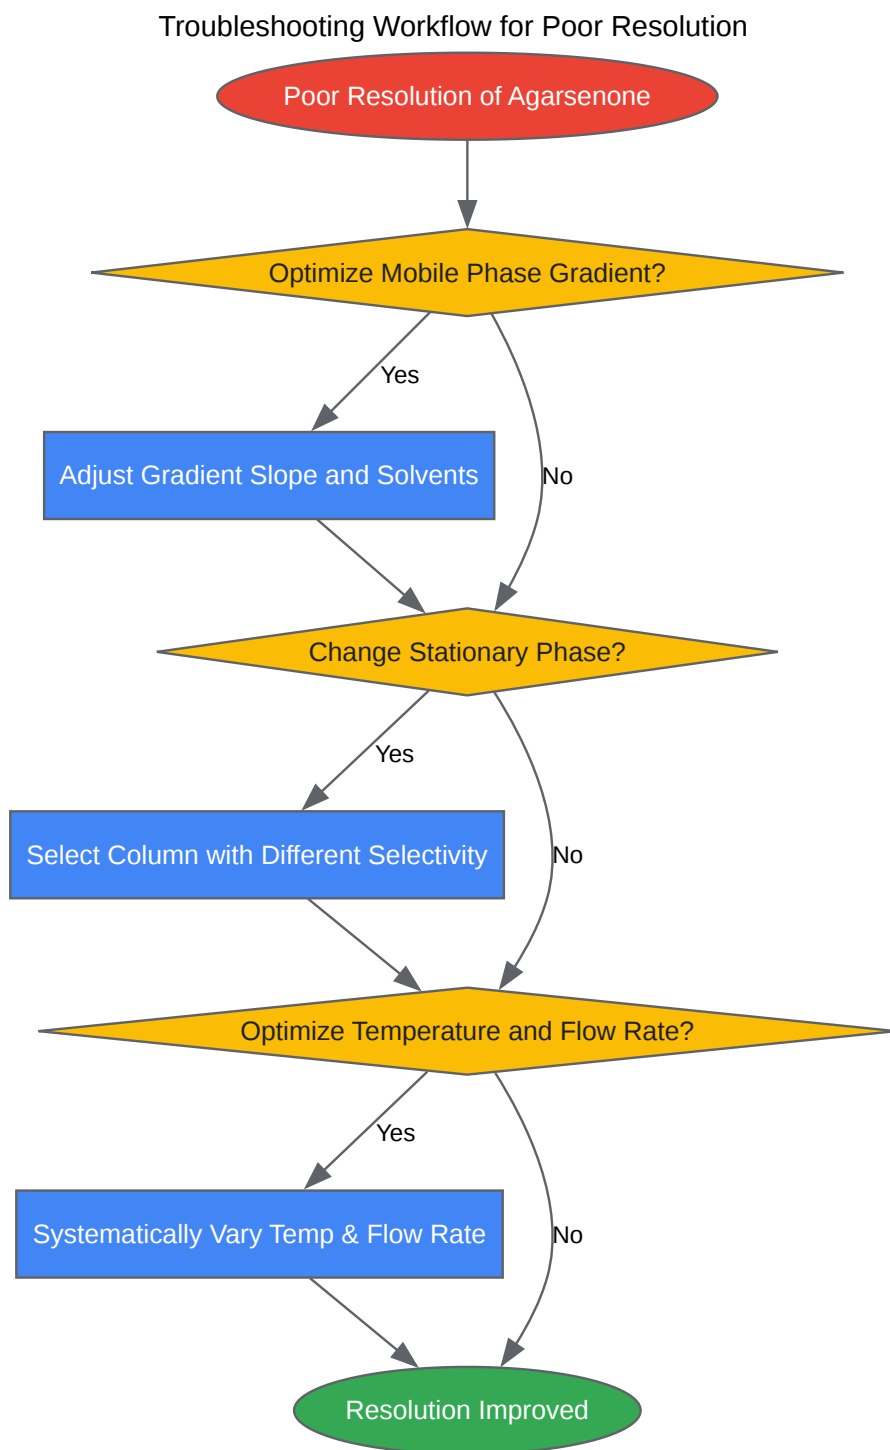 Troubleshooting Workflow for Poor Resolution
Poor Resolution of Agarsenone
Optimize Mobile Phase Gradient?
Yes
Adjust Gradient Slope and Solvents
No
Change Stationary Phase?
Yes
Select Column with Different Selectivity
No
Optimize Temperature and Flow Rate?
Yes
Systematically Vary Temp & Flow Rate
No
Resolution Improved